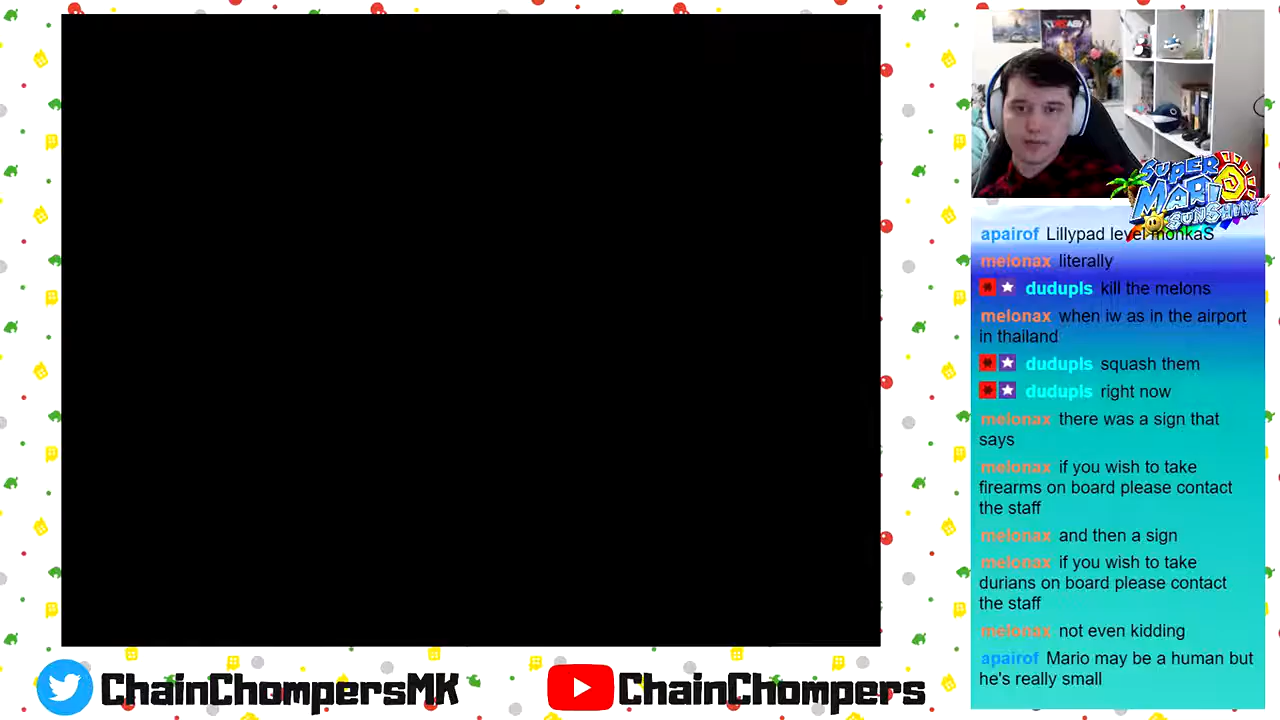 SUPER
MARIO
SUNSHINE
apairof Lillypad level monkaS
melonax literally
dudupls kill the melons
melonax when iw as in the airport
in thailand
dudupls squash them
dudupls right now
melonax there was a sign that
says
melonax if you wish to take
firearms on board please contact
the staff
melonax and then a sign
melonax if you wish to take
durians on board please contact
the staff
melonax not even kidding
apairof Mario may be a human but
he's really small
ChainChompersMK
ChainChompers